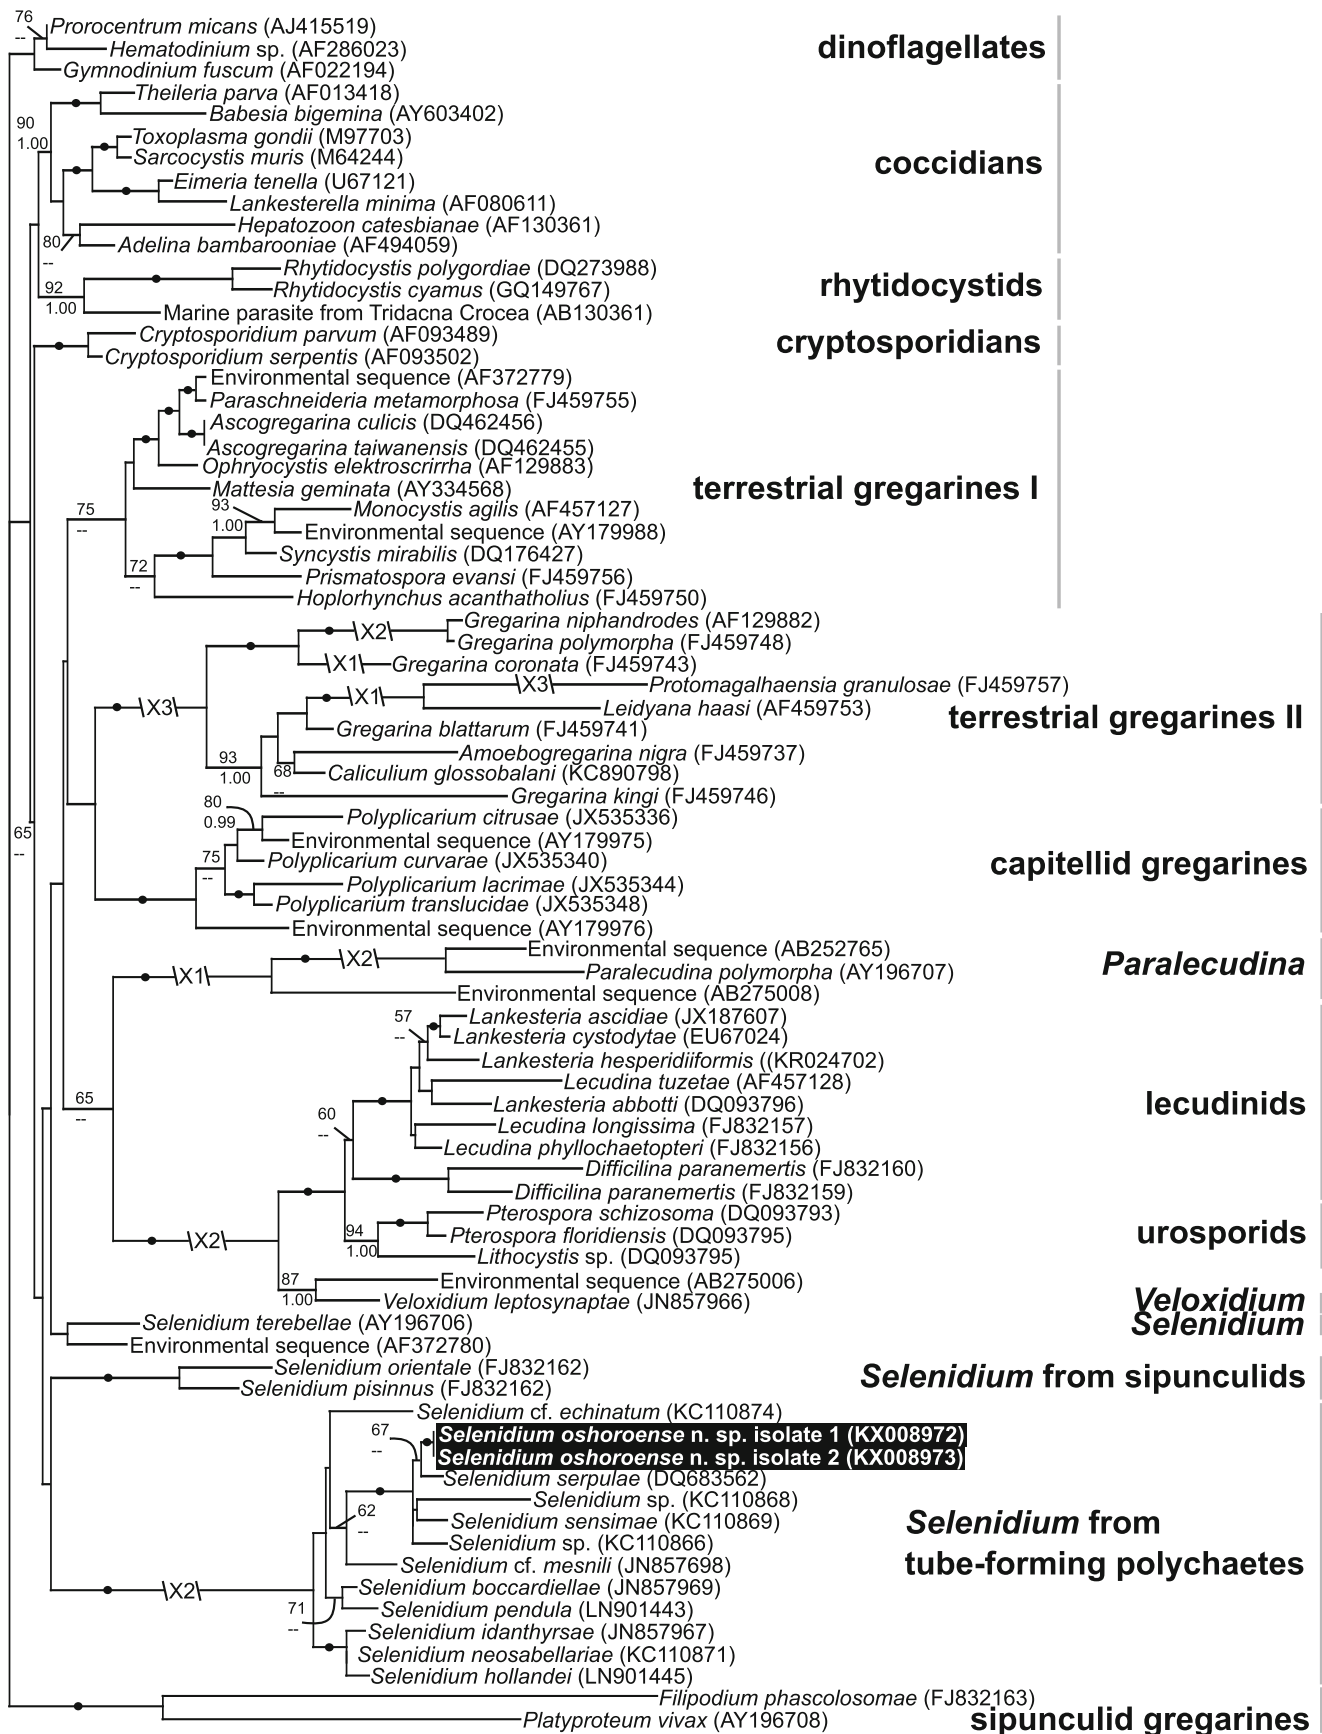 76
--
Prorocentrum micans (AJ415519)
Hematodinium sp. (AF286023)
Gymnodinium fuscum (AF022194)
dinoflagellates
Theileria parva (AF013418)
Babesia bigemina (AY603402)
90
1.00
Toxoplasma gondii (M97703)
Sarcocystis muris (M64244)
coccidians
Eimeria tenella (U67121)
Lankesterella minima (AF080611)
Hepatozoon catesbianae (AF130361)
80
--
Adelina bambarooniae (AF494059)
Rhytidocystis polygordiae (DQ273988)
92
1.00
Rhytidocystis cyamus (GQ149767)
rhytidocystids
Marine parasite from Tridacna Crocea (AB130361)
Cryptosporidium parvum (AF093489)
cryptosporidians
Cryptosporidium serpentis (AF093502)
Environmental sequence (AF372779)
Paraschneideria metamorphosa (FJ459755)
Ascogregarina culicis (DQ462456)
Ascogregarina taiwanensis (DQ462455)
Ophryocystis elektroscrirrha (AF129883)
Mattesia geminata (AY334568)
terrestrial gregarines I
75
--
93
1.00
Monocystis agilis (AF457127)
Environmental sequence (AY179988)
Syncystis mirabilis (DQ176427)
72
--
Prismatospora evansi (FJ459756)
Hoplorhynchus acanthatholius (FJ459750)
X2
Gregarina niphandrodes (AF129882)
Gregarina polymorpha (FJ459748)
X1
Gregarina coronata (FJ459743)
X3
Protomagalhaensia granulosae (FJ459757)
X1
Leidyana haasi (AF459753)
X3
terrestrial gregarines II
Gregarina blattarum (FJ459741)
93
1.00
Amoebogregarina nigra (FJ459737)
68
--
Caliculium glossobalani (KC890798)
Gregarina kingi (FJ459746)
80
0.99
Polyplicarium citrusae (JX535336)
65
--
Environmental sequence (AY179975)
75
--
Polyplicarium curvarae (JX535340)
capitellid gregarines
Polyplicarium lacrimae (JX535344)
Polyplicarium translucidae (JX535348)
Environmental sequence (AY179976)
Environmental sequence (AB252765)
X2
Paralecudina
X1
Paralecudina polymorpha (AY196707)
Environmental sequence (AB275008)
57
--
Lankesteria ascidiae (JX187607)
Lankesteria cystodytae (EU67024)
Lankesteria hesperidiiformis ((KR024702)
Lecudina tuzetae (AF457128)
65
--
Lankesteria abbotti (DQ093796)
lecudinids
60
--
Lecudina longissima (FJ832157)
Lecudina phyllochaetopteri (FJ832156)
Difficilina paranemertis (FJ832160)
Difficilina paranemertis (FJ832159)
Pterospora schizosoma (DQ093793)
94
1.00
Pterospora floridiensis (DQ093795)
urosporids
X2
Lithocystis sp. (DQ093795)
87
1.00
Environmental sequence (AB275006)
Veloxidium leptosynaptae (JN857966)
Veloxidium
Selenidium terebellae (AY196706)
Selenidium
Environmental sequence (AF372780)
Selenidium orientale (FJ832162)
Selenidium from sipunculids
Selenidium pisinnus (FJ832162)
Selenidium cf. echinatum (KC110874)
67
--
Selenidium oshoroense n. sp. isolate 1 (KX008972)
Selenidium oshoroense n. sp. isolate 2 (KX008973)
Selenidium serpulae (DQ683562)
Selenidium sp. (KC110868)
62
--
Selenidium sensimae (KC110869)
Selenidium from
Selenidium sp. (KC110866)
Selenidium cf. mesnili (JN857698)
tube-forming polychaetes
X2
Selenidium boccardiellae (JN857969)
71
--
Selenidium pendula (LN901443)
Selenidium idanthyrsae (JN857967)
Selenidium neosabellariae (KC110871)
Selenidium hollandei (LN901445)
Filipodium phascolosomae (FJ832163)
Platyproteum vivax (AY196708)
sipunculid gregarines